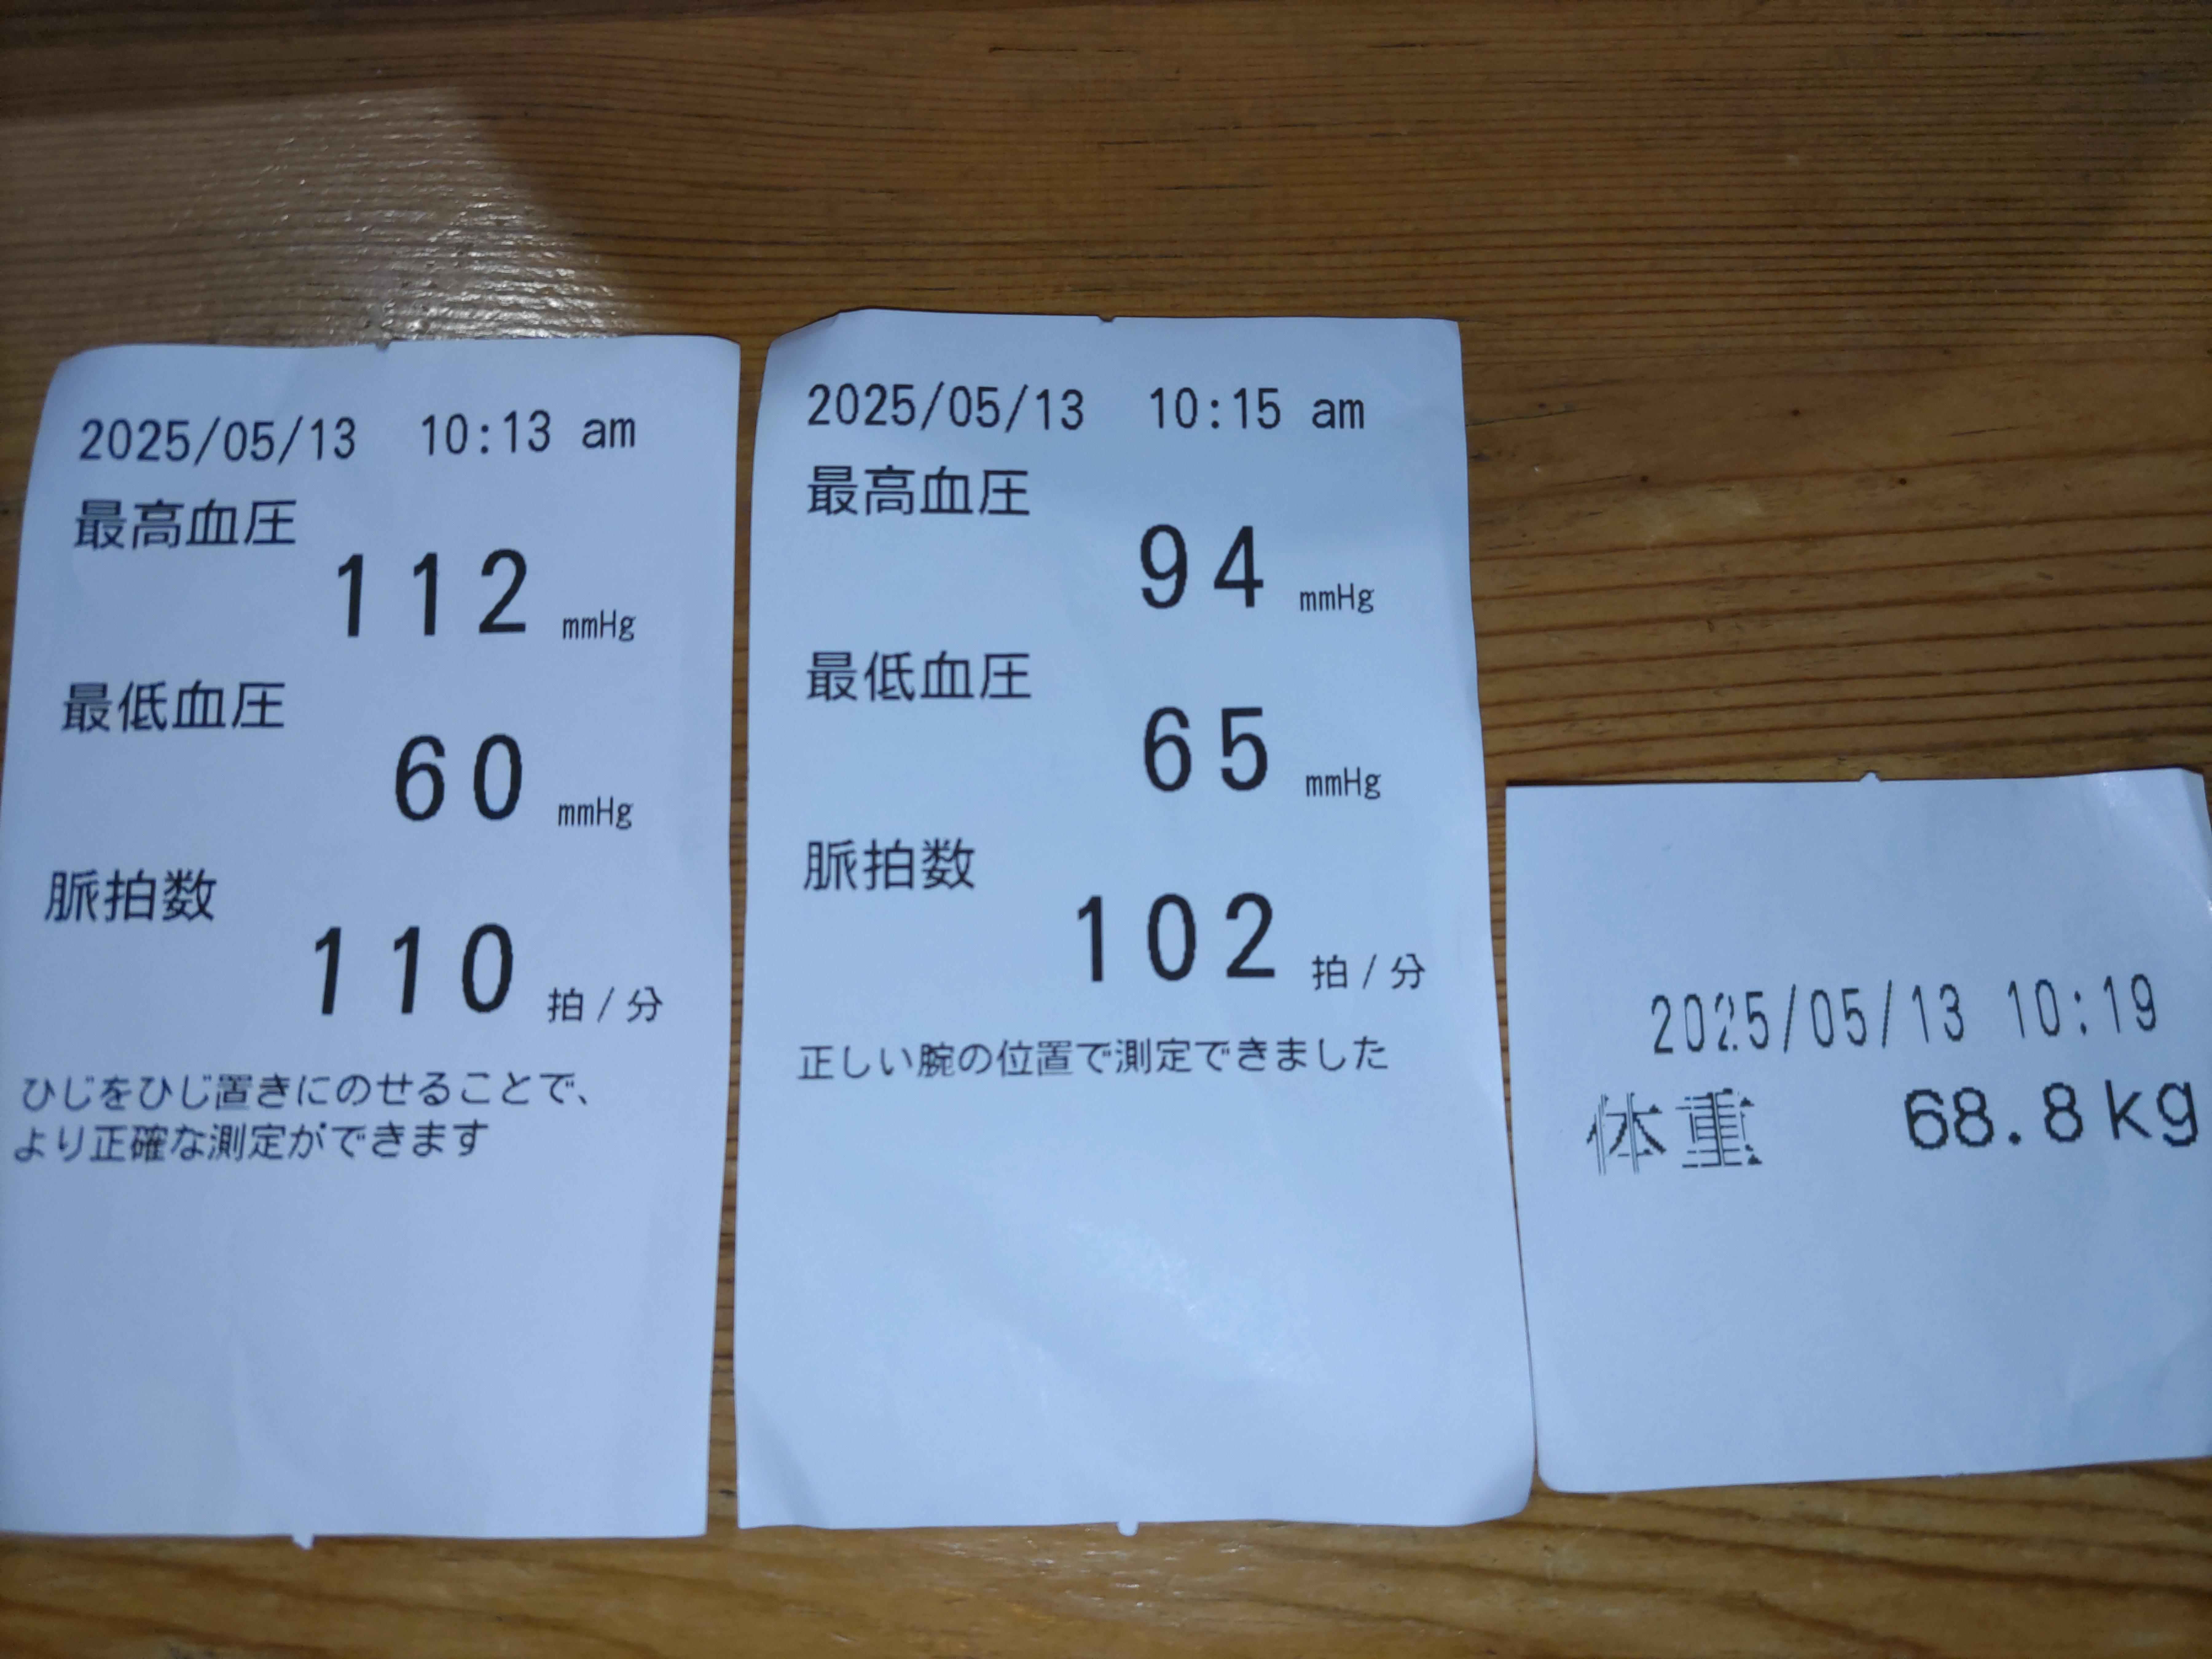 2025/05/13 10:13 am
最高血圧
112 mmHg
最低血圧
60 mmHg
脈拍数
110 拍/分
ひじをひじ置きにのせることで、
より正確な測定ができます
2025/05/13 10:15 am
最高血圧
94 mmHg
最低血圧
65 mmHg
脈拍数
102 拍/分
正しい腕の位置で測定できました
2025/05/13 10:19
体重 68.8kg